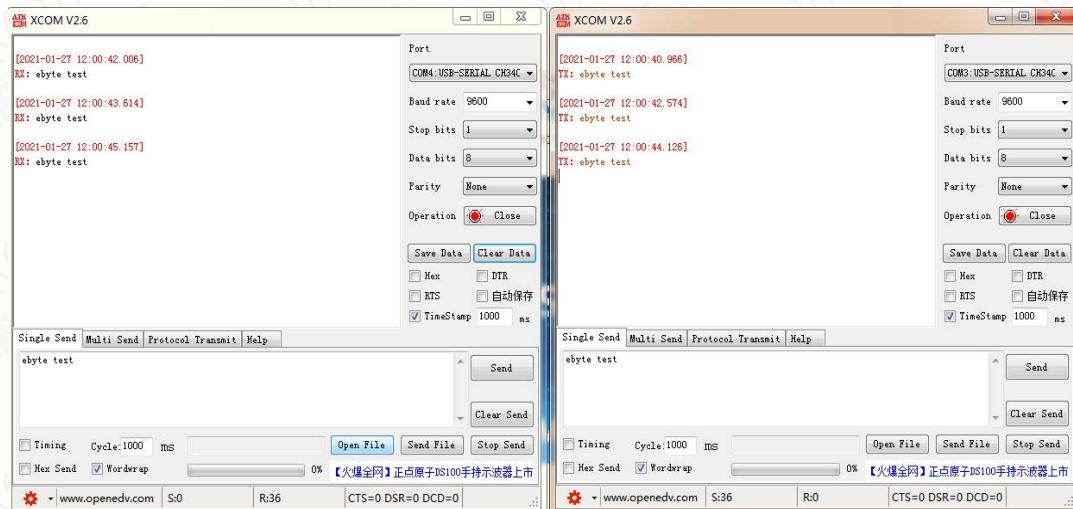 XCOM V2.6
[2021-01-27 12:00:42.006]
RX: ebyte test
[2021-01-27 12:00:43.614]
RX: ebyte test
[2021-01-27 12:00:45.157]
RX: ebyte test
Port
COM4:USB-SERIAL CH34C
Baud rate 9600
Stop bits 1
Data bits 8
Parity None
Operation Close
Save Data Clear Data
Hex DTR
RTS 自动保存
TimeStamp 1000 ms
Single Send Multi Send Protocol Transmit Help
ebyte test
Send
Clear Send
Timing Cycle:1000 ms Open File Send File Stop Send
Hex Send Wordwrap 0% 【火爆全网】正点原子DS100手持示波器上市
www.openedv.com S:0 R:36 CTS=0 DSR=0 DCD=0
XCOM V2.6
[2021-01-27 12:00:40.966]
TX: ebyte test
[2021-01-27 12:00:42.574]
TX: ebyte test
[2021-01-27 12:00:44.126]
TX: ebyte test
Port
COM3:USB-SERIAL CH34C
Baud rate 9600
Stop bits 1
Data bits 8
Parity None
Operation Close
Save Data Clear Data
Hex DTR
RTS 自动保存
TimeStamp 1000 ms
Single Send Multi Send Protocol Transmit Help
ebyte test
Send
Clear Send
Timing Cycle:1000 ms Open File Send File Stop Send
Hex Send Wordwrap 0% 【火爆全网】正点原子DS100手持示波器上市
www.openedv.com S:36 R:0 CTS=0 DSR=0 DCD=0